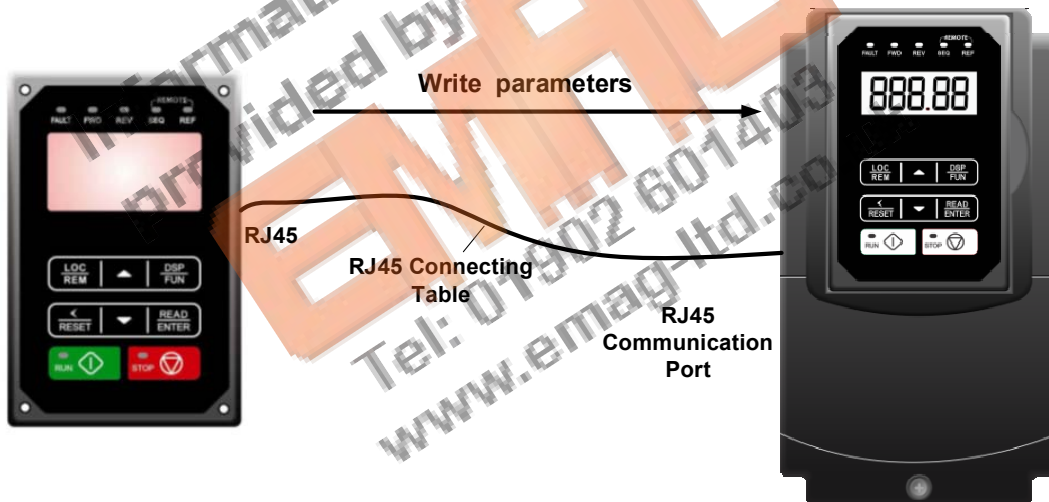 Information
provided by
EMAG
Tel: 01902 601403
www.emag-ltd.co
Write parameters
RJ45
RJ45 Connecting
Table
RJ45
Communication
Port
REMOTE
FAULT FWD REV SEQ REF
LOC
REM
DSP
FUN
<
RESET
READ
ENTER
RUN
STOP
REMOTE
FAULT FWD REV SEQ REF
888.88
LOC
REM
DSP
FUN
<
RESET
READ
ENTER
RUN
STOP